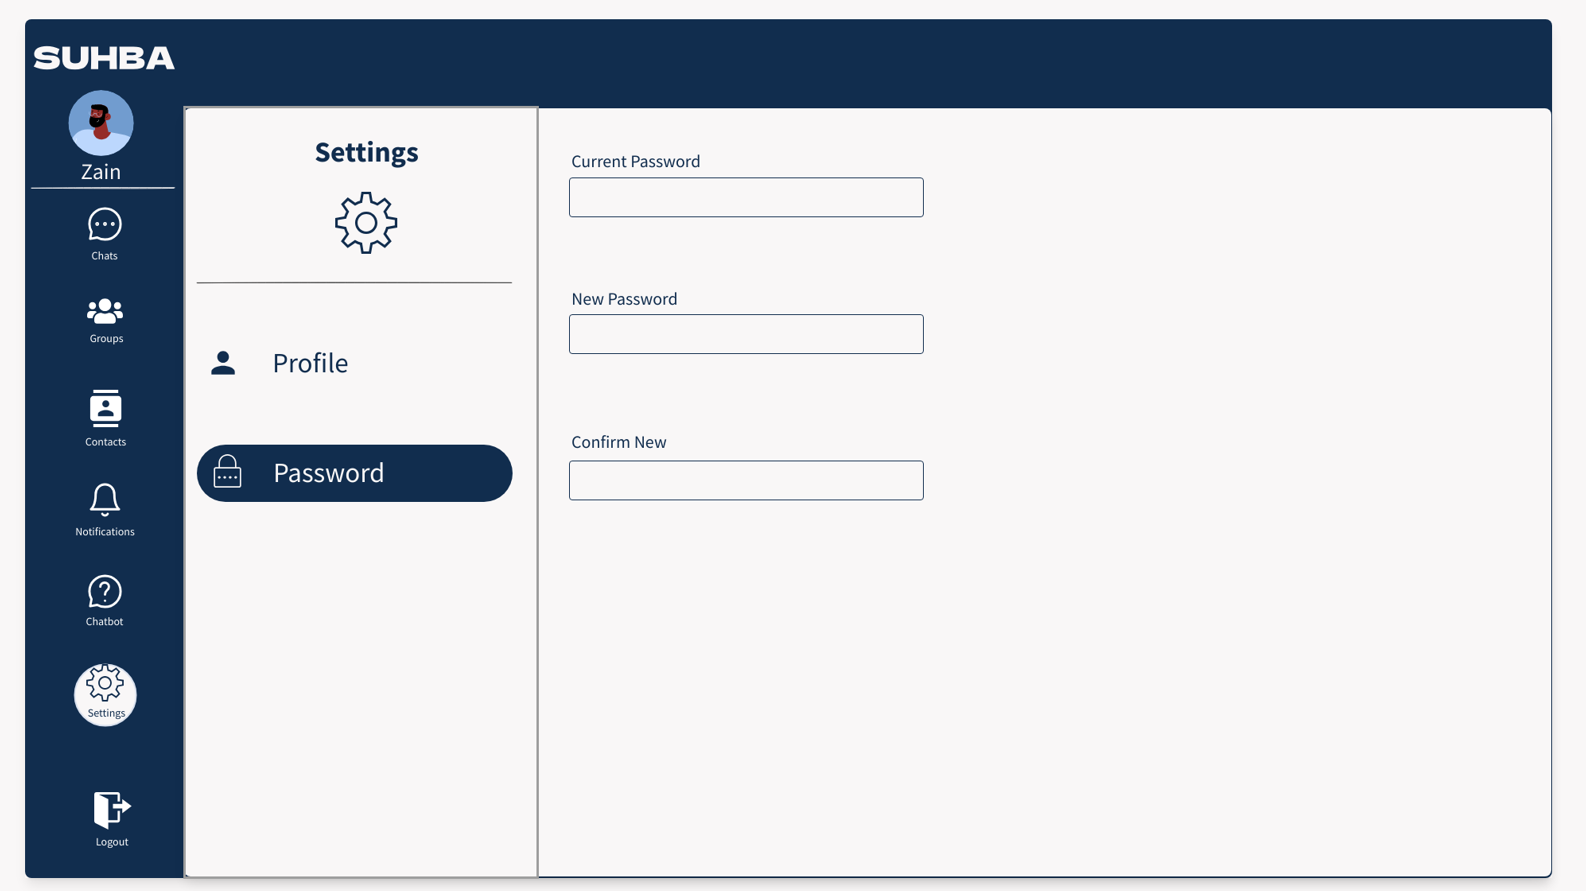 SUHBA
Zain
Chats
Groups
Contacts
Notifications
Chatbot
Settings
Logout
Settings
Profile
Password
Current Password
New Password
Confirm New